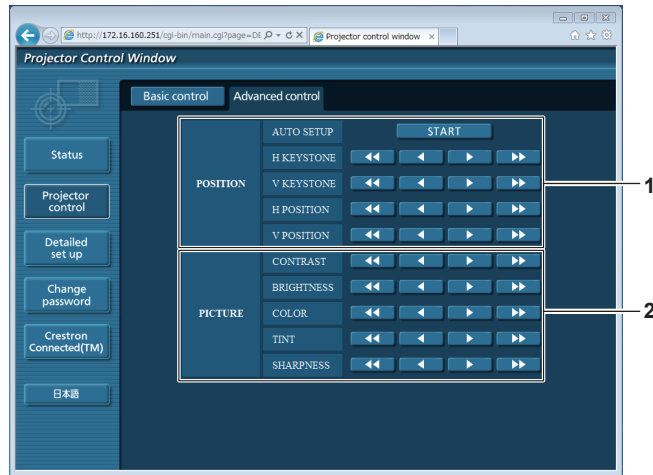 http://172.16.160.251/cgi-bin/main.cgi?page=DE
Projector control window
Projector Control Window
Basic control
Advanced control
AUTO SETUP
START
Status
H KEYSTONE
POSITION
V KEYSTONE
1
Projector
control
H POSITION
V POSITION
Detailed
set up
CONTRAST
BRIGHTNESS
Change
password
PICTURE
COLOR
2
TINT
Crestron
Connected(TM)
SHARPNESS
日本語